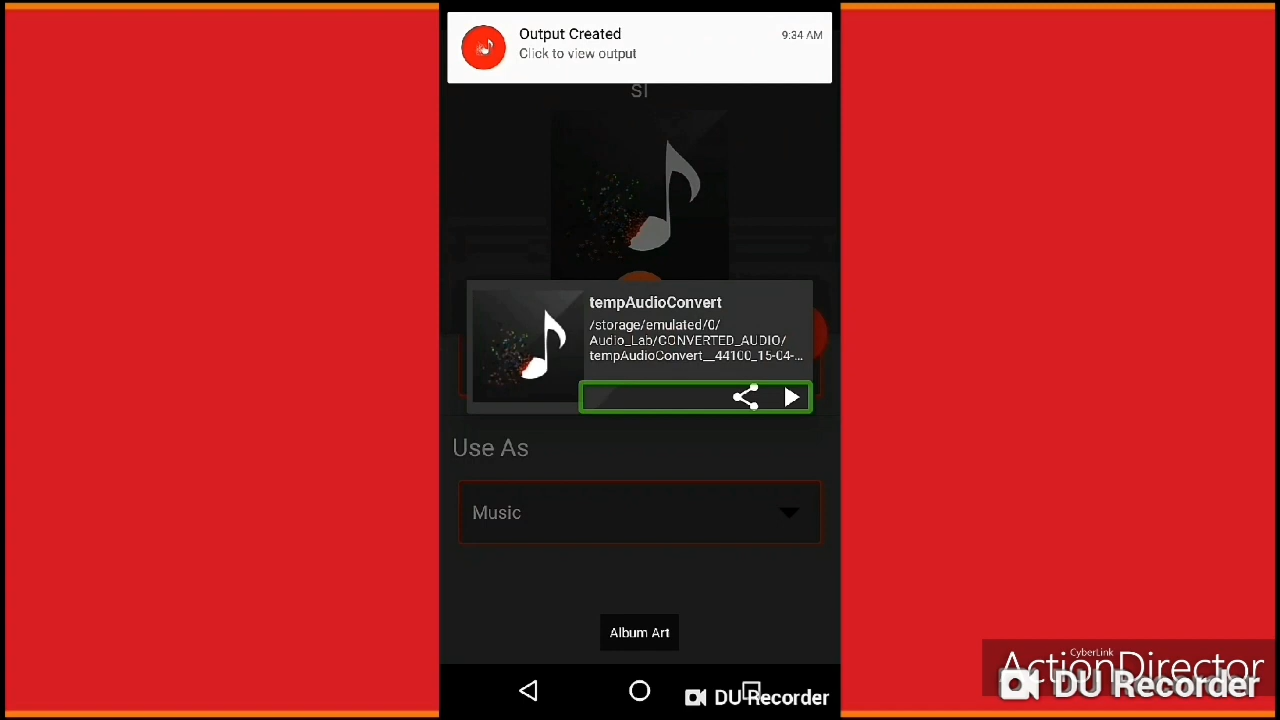 Output Created
9:34 AM
Click to view output
sl
tempAudioConvert
/storage/emulated/0/
Audio_Lab/CONVERTED_AUDIO/
tempAudioConvert__44100_15-04-...
Use As
Music
Album Art
DU Recorder
CyberLink
ActionDirector
DU Recorder